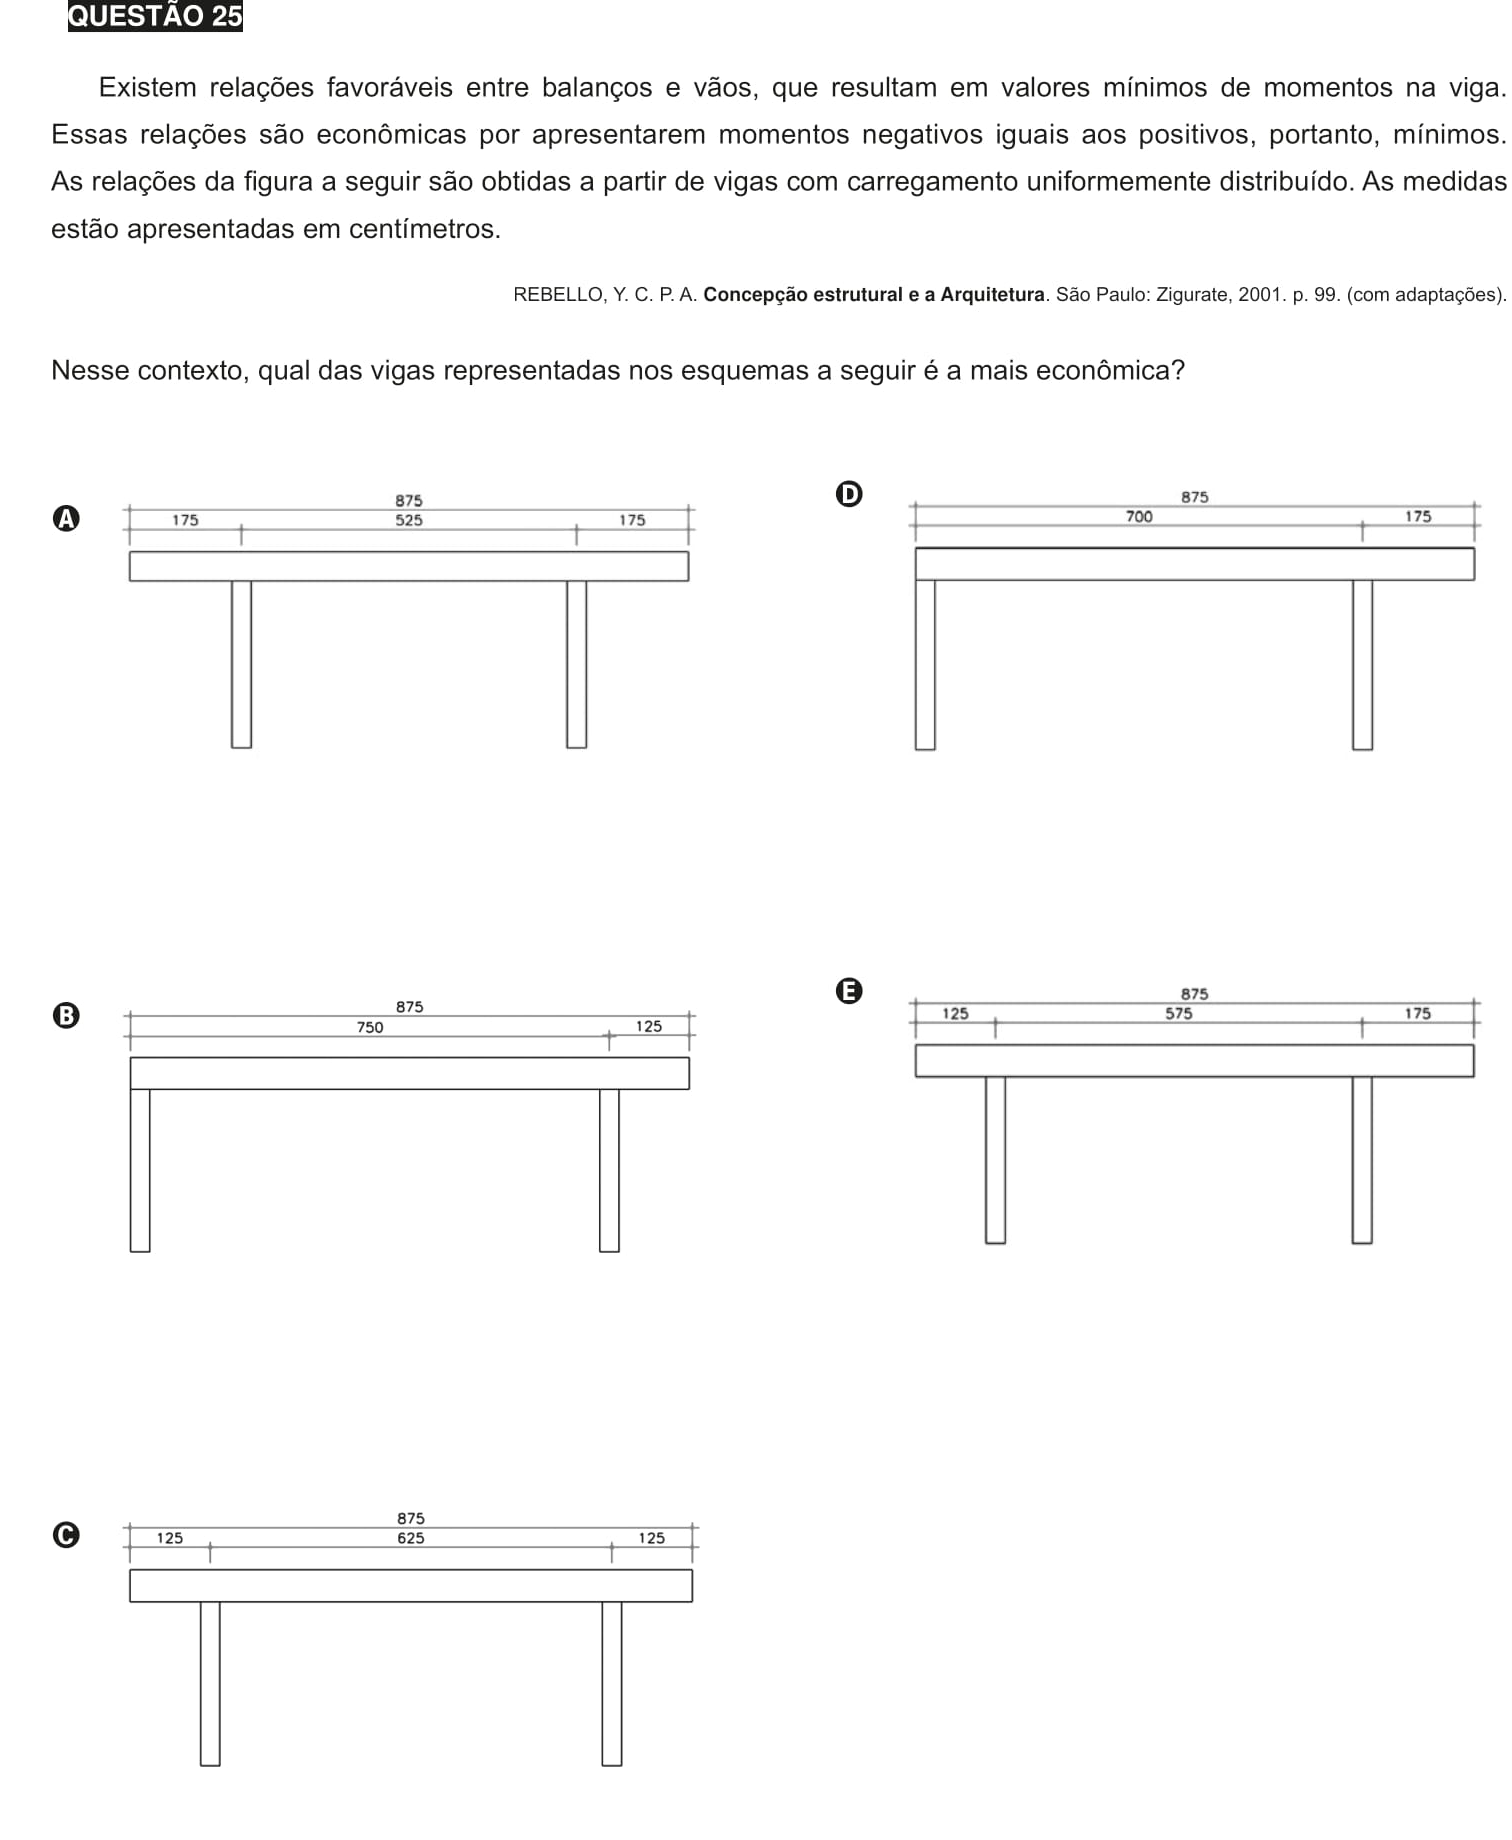 QUESTÃO 25
Existem relações favoráveis entre balanços e vãos, que resultam em valores mínimos de momentos na viga.
Essas relações são econômicas por apresentarem momentos negativos iguais aos positivos, portanto, mínimos.
As relações da figura a seguir são obtidas a partir de vigas com carregamento uniformemente distribuído. As medidas
estão apresentadas em centímetros.
REBELLO, Y. C. P. A. Concepção estrutural e a Arquitetura. São Paulo: Zigurate, 2001. p. 99. (com adaptações).
Nesse contexto, qual das vigas representadas nos esquemas a seguir é a mais econômica?
A
875
175 525 175
B
875
750 125
C
875
125 625 125
D
875
700 175
E
875
125 575 175